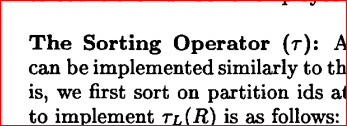 The Sorting Operator (τ): A
can be implemented similarly to th
is, we first sort on partition ids at
to implement τL(R) is as follows: